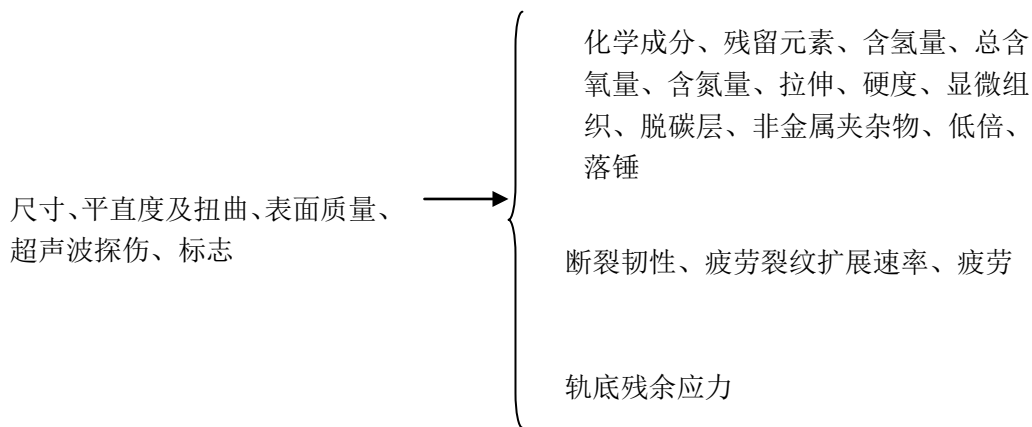 尺寸、平直度及扭曲、表面质量、
超声波探伤、标志
化学成分、残留元素、含氢量、总含
氧量、含氮量、拉伸、硬度、显微组
织、脱碳层、非金属夹杂物、低倍、
落锤
断裂韧性、疲劳裂纹扩展速率、疲劳
轨底残余应力